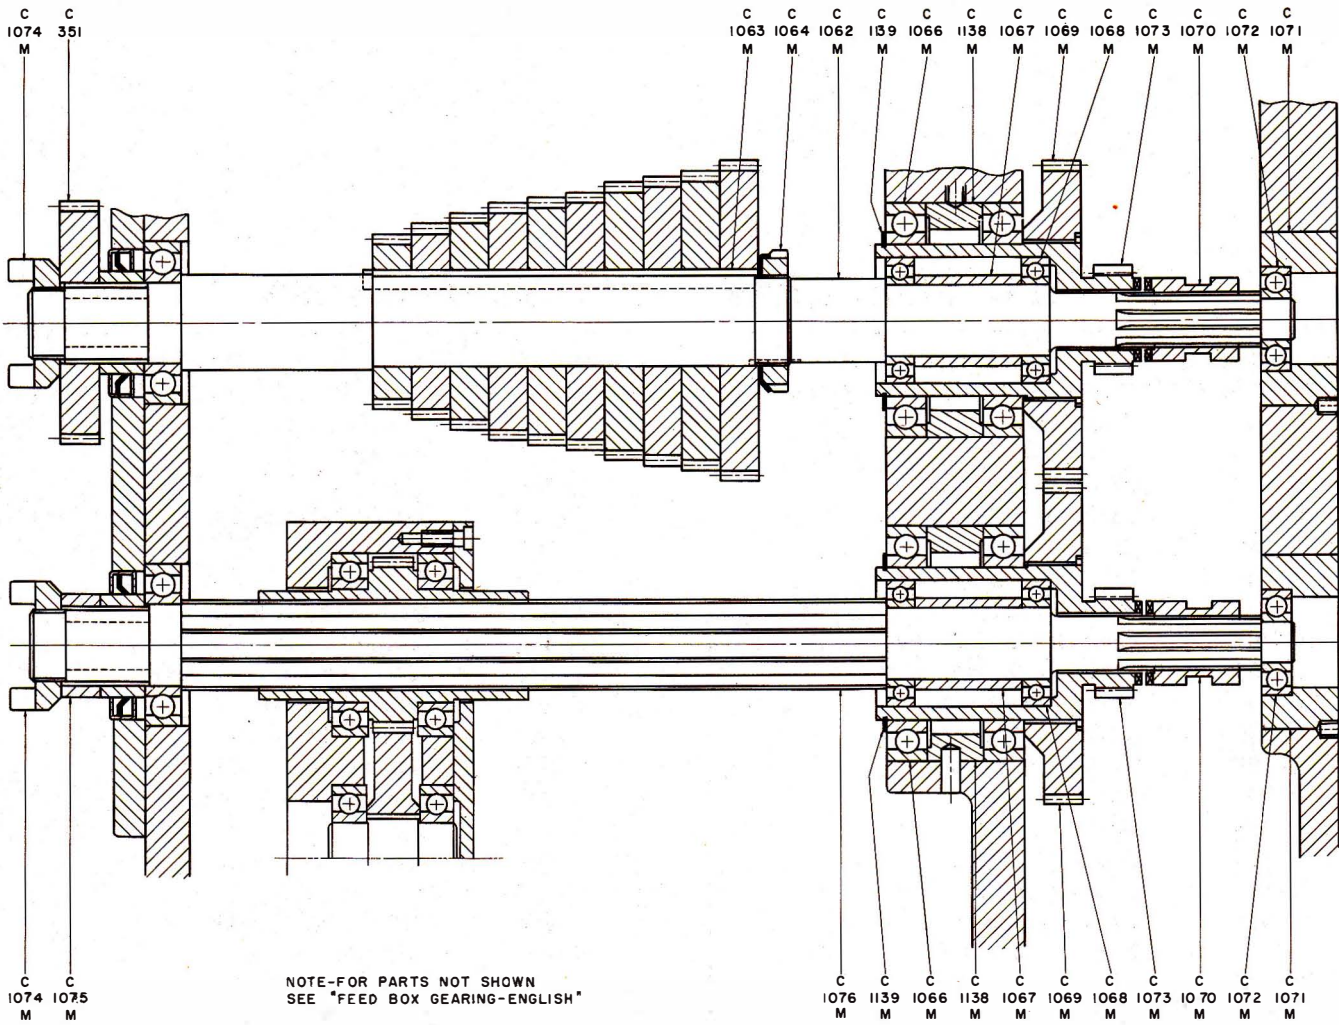 C C C C C C C C C C C C C C C
1074 351 1063 1064 1062 1139 1066 1138 1067 1069 1068 1073 1070 1072 1071
M M M M M M M M M M M M M M
C C C C C C C C C C C C C
1074 1075 1076 1139 1066 1138 1067 1069 1068 1073 1070 1072 1071
M M M M M M M M M M M M M
NOTE-FOR PARTS NOT SHOWN
SEE "FEED BOX GEARING-ENGLISH"